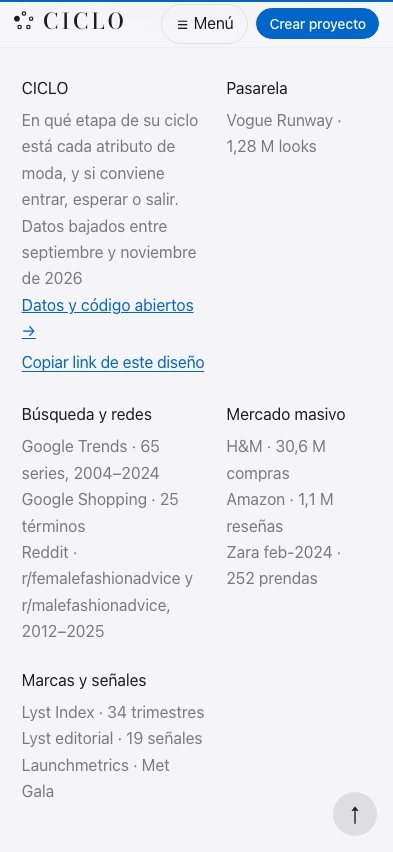 CICLO
≡ Menú
Crear proyecto
CICLO
En qué etapa de su ciclo
está cada atributo de
moda, y si conviene
entrar, esperar o salir.
Datos bajados entre
septiembre y noviembre
de 2026
Datos y código abiertos
→
Copiar link de este diseño
Pasarela
Vogue Runway ·
1,28 M looks
Búsqueda y redes
Google Trends · 65
series, 2004–2024
Google Shopping · 25
términos
Reddit ·
r/femalefashionadvice y
r/malefashionadvice,
2012–2025
Mercado masivo
H&M · 30,6 M
compras
Amazon · 1,1 M
reseñas
Zara feb-2024 ·
252 prendas
Marcas y señales
Lyst Index · 34 trimestres
Lyst editorial · 19 señales
Launchmetrics · Met
Gala
↑